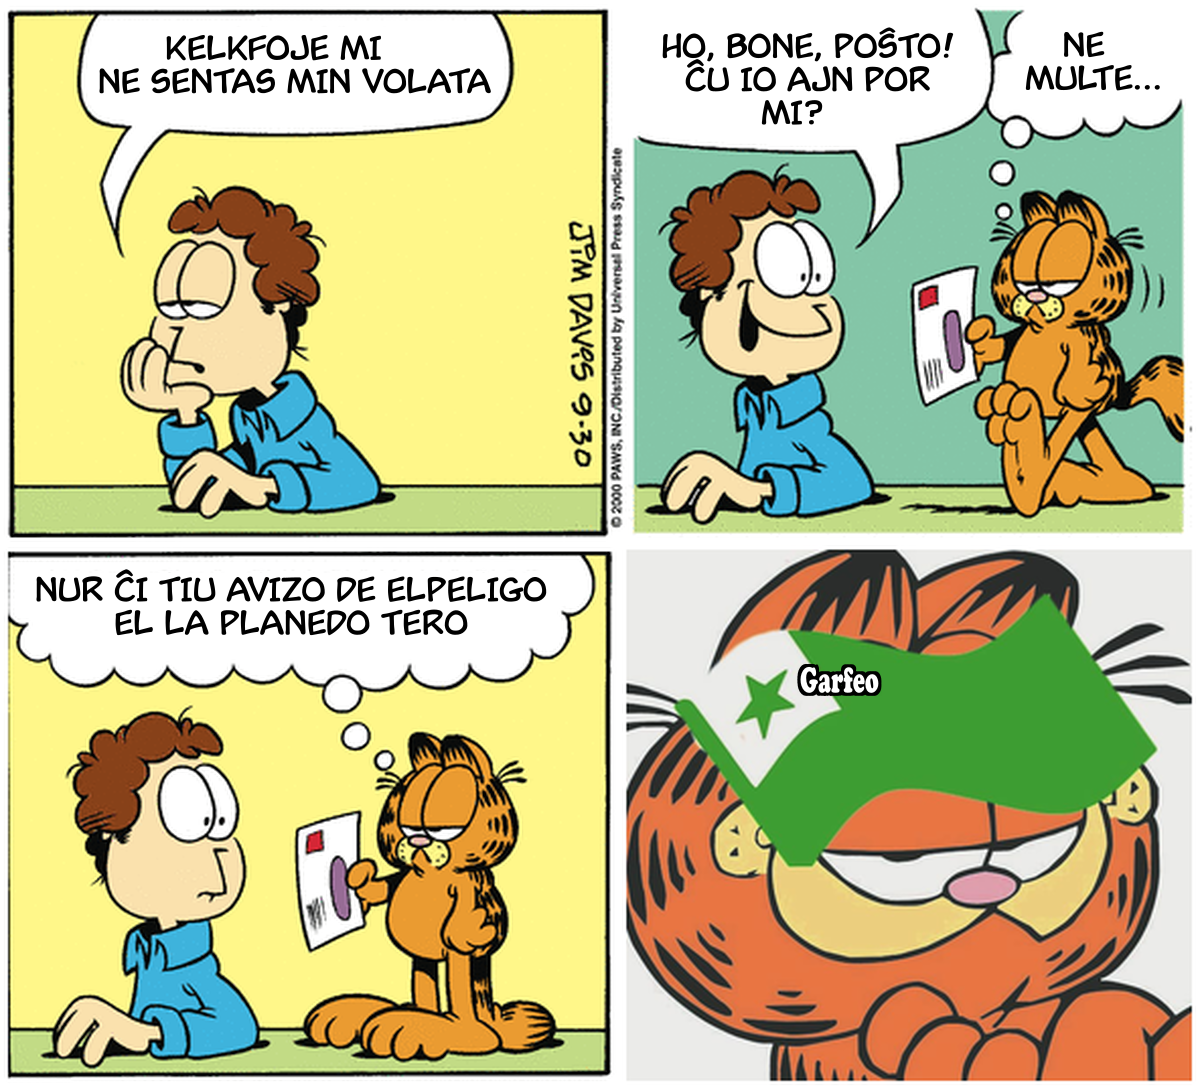 KELKFOJE MI
NE SENTAS MIN VOLATA
JIM DAVIS 9-30
© 2000 PAWS, INC./Distributed by Universal Press Syndicate
HO, BONE, POŜTO!
ĈU IO AJN POR
MI?
NE
MULTE...
NUR ĈI TIU AVIZO DE ELPELIGO
EL LA PLANEDO TERO
Garfeo